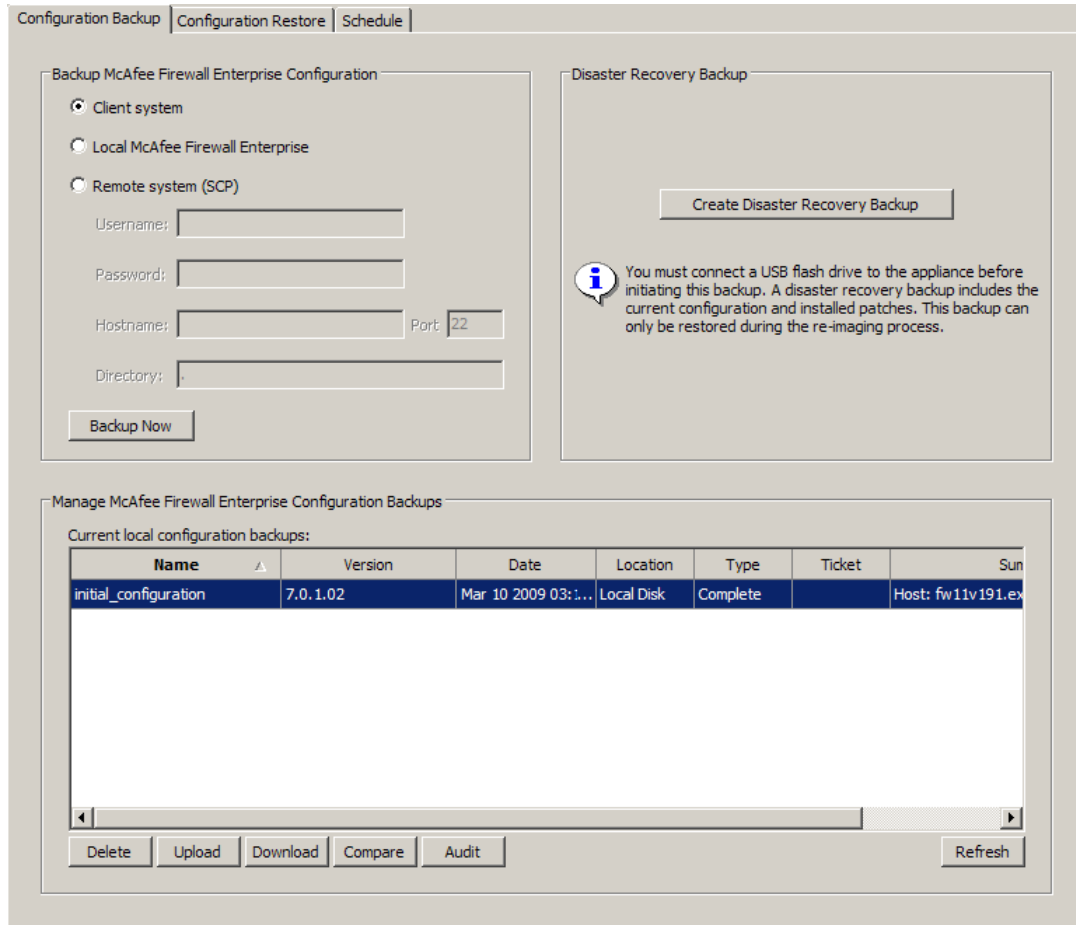 Configuration Backup Configuration Restore Schedule
Backup McAfee Firewall Enterprise Configuration
Client system
Local McAfee Firewall Enterprise
Remote system (SCP)
Username:
Password:
Hostname: Port 22
Directory: .
Backup Now
Disaster Recovery Backup
Create Disaster Recovery Backup
You must connect a USB flash drive to the appliance before
initiating this backup. A disaster recovery backup includes the
current configuration and installed patches. This backup can
only be restored during the re-imaging process.
Manage McAfee Firewall Enterprise Configuration Backups
Current local configuration backups:
Name Version Date Location Type Ticket Sum
initial_configuration 7.0.1.02 Mar 10 2009 03:1... Local Disk Complete Host: fw11v191.ex
Delete Upload Download Compare Audit Refresh